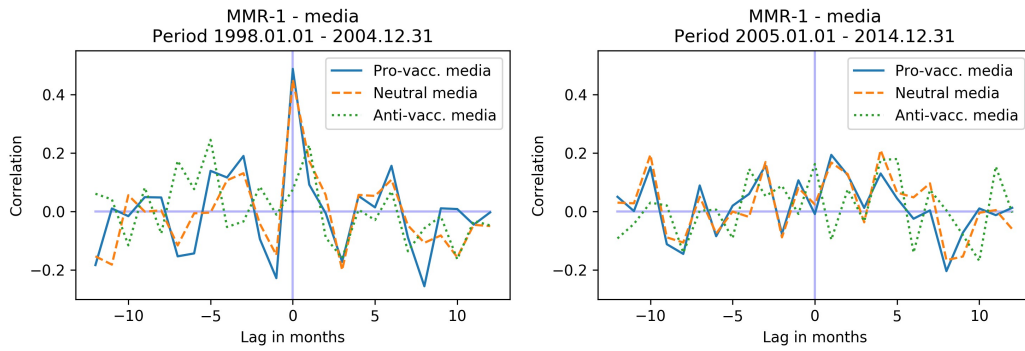 MMR-1 - media
Period 1998.01.01 - 2004.12.31
Pro-vacc. media
Neutral media
Anti-vacc. media
0.4
0.2
0.0
−0.2
Correlation
−10
−5
0
5
10
Lag in months
MMR-1 - media
Period 2005.01.01 - 2014.12.31
Pro-vacc. media
Neutral media
Anti-vacc. media
0.4
0.2
0.0
−0.2
Correlation
−10
−5
0
5
10
Lag in months